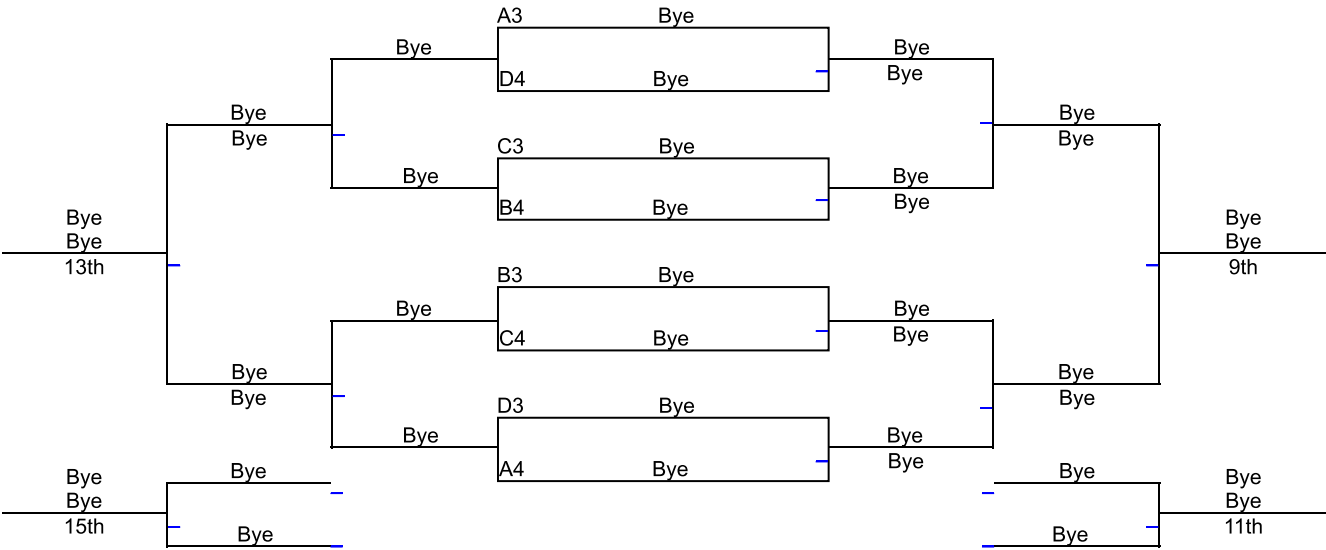 A3 Bye
Bye Bye
Bye
D4 Bye
Bye Bye
Bye Bye
C3 Bye
Bye Bye
Bye
B4 Bye
Bye Bye
Bye Bye
13th 9th
B3 Bye
Bye Bye
Bye
C4 Bye
Bye Bye
Bye Bye
D3 Bye
Bye Bye
Bye
A4 Bye
Bye Bye
Bye Bye
Bye Bye
15th 11th
Bye Bye